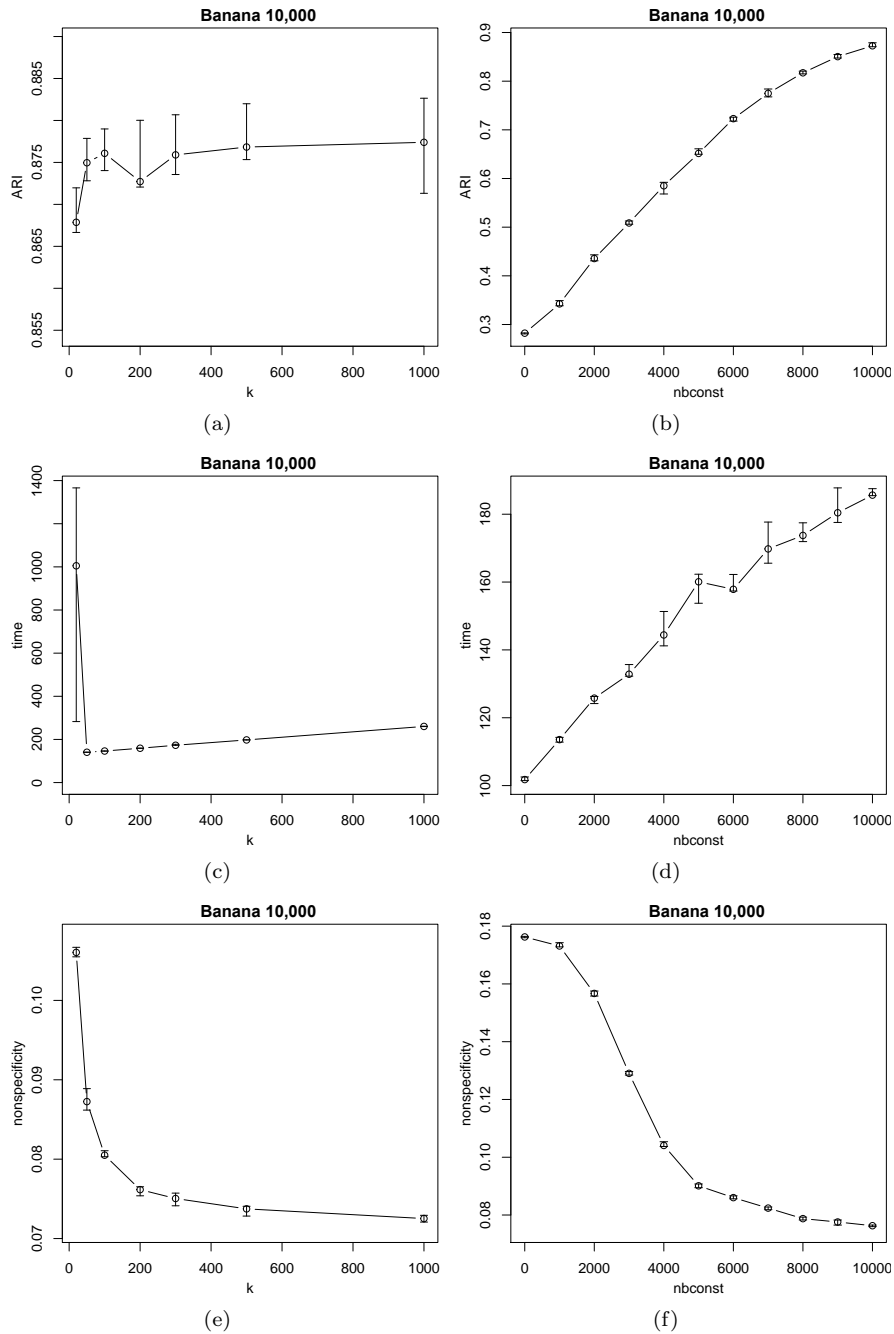 Banana 10,000
ARI
0.855 0.865 0.875 0.885
0 200 400 600 800 1000
k
(a)
Banana 10,000
ARI
0.3 0.4 0.5 0.6 0.7 0.8 0.9
0 2000 4000 6000 8000 10000
nbconst
(b)
Banana 10,000
time
0 200 400 600 800 1000 1400
0 200 400 600 800 1000
k
(c)
Banana 10,000
time
100 120 140 160 180
0 2000 4000 6000 8000 10000
nbconst
(d)
Banana 10,000
nonspecificity
0.07 0.08 0.09 0.10
0 200 400 600 800 1000
k
(e)
Banana 10,000
nonspecificity
0.08 0.10 0.12 0.14 0.16 0.18
0 2000 4000 6000 8000 10000
nbconst
(f)